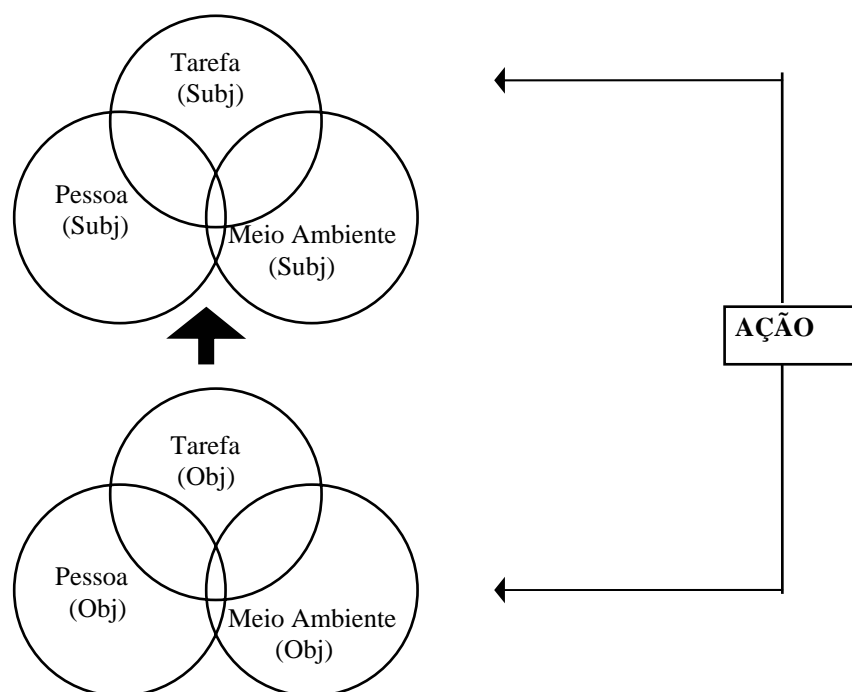 Tarefa
(Subj)
Pessoa
(Subj)
Meio Ambiente
(Subj)
AÇÃO
Tarefa
(Obj)
Pessoa
(Obj)
Meio Ambiente
(Obj)